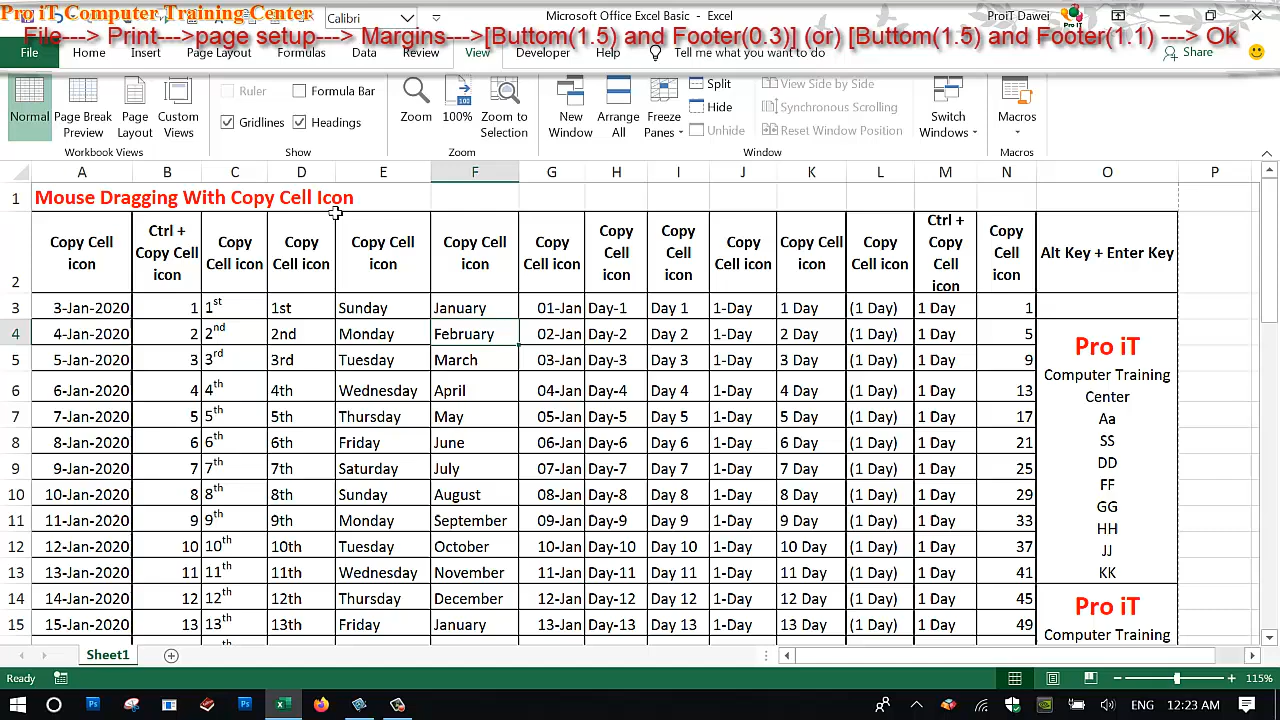 Pro iT Computer Training Center
Calibri
Microsoft Office Excel Basic - Excel
ProiT Dawei
File---> Print--->page setup---> Margins--->[Buttom(1.5) and Footer(0.3)] (or) [Buttom(1.5) and Footer(1.1) ----> Ok
File Home Insert Page Layout Formulas Data Review View Developer Tell me what you want to do Share
Normal
Page Break Preview
Page Layout
Custom Views
Workbook Views
Ruler
Formula Bar
Gridlines
Headings
Show
Zoom
100%
Zoom to Selection
Zoom
New Window
Arrange All
Freeze Panes
Split
Hide
Unhide
View Side by Side
Synchronous Scrolling
Reset Window Position
Window
Switch Windows
Macros
Macros
A B C D E F G H I J K L M N O P
1 Mouse Dragging With Copy Cell Icon
2 Copy Cell icon Ctrl + Copy Cell icon Copy Cell icon Copy Cell icon Copy Cell icon Copy Cell icon Copy Cell icon Copy Cell icon Copy Cell icon Copy Cell icon Copy Cell icon Copy Cell icon Ctrl + Copy Cell icon Copy Cell icon Alt Key + Enter Key
3 3-Jan-2020 1 1st 1st Sunday January 01-Jan Day-1 Day 1 1-Day 1 Day (1 Day) 1 Day 1
4 4-Jan-2020 2 2nd 2nd Monday February 02-Jan Day-2 Day 2 1-Day 2 Day (1 Day) 1 Day 5
5 5-Jan-2020 3 3rd 3rd Tuesday March 03-Jan Day-3 Day 3 1-Day 3 Day (1 Day) 1 Day 9
6 6-Jan-2020 4 4th 4th Wednesday April 04-Jan Day-4 Day 4 1-Day 4 Day (1 Day) 1 Day 13
7 7-Jan-2020 5 5th 5th Thursday May 05-Jan Day-5 Day 5 1-Day 5 Day (1 Day) 1 Day 17
8 8-Jan-2020 6 6th 6th Friday June 06-Jan Day-6 Day 6 1-Day 6 Day (1 Day) 1 Day 21
9 9-Jan-2020 7 7th 7th Saturday July 07-Jan Day-7 Day 7 1-Day 7 Day (1 Day) 1 Day 25
10 10-Jan-2020 8 8th 8th Sunday August 08-Jan Day-8 Day 8 1-Day 8 Day (1 Day) 1 Day 29
11 11-Jan-2020 9 9th 9th Monday September 09-Jan Day-9 Day 9 1-Day 9 Day (1 Day) 1 Day 33
12 12-Jan-2020 10 10th 10th Tuesday October 10-Jan Day-10 Day 10 1-Day 10 Day (1 Day) 1 Day 37
13 13-Jan-2020 11 11th 11th Wednesday November 11-Jan Day-11 Day 11 1-Day 11 Day (1 Day) 1 Day 41
14 14-Jan-2020 12 12th 12th Thursday December 12-Jan Day-12 Day 12 1-Day 12 Day (1 Day) 1 Day 45
15 15-Jan-2020 13 13th 13th Friday January 13-Jan Day-13 Day 13 1-Day 13 Day (1 Day) 1 Day 49
Pro iT
Computer Training
Center
Aa
SS
DD
FF
GG
HH
JJ
KK
Pro iT
Computer Training
Sheet1
Ready
115%
12:23 AM